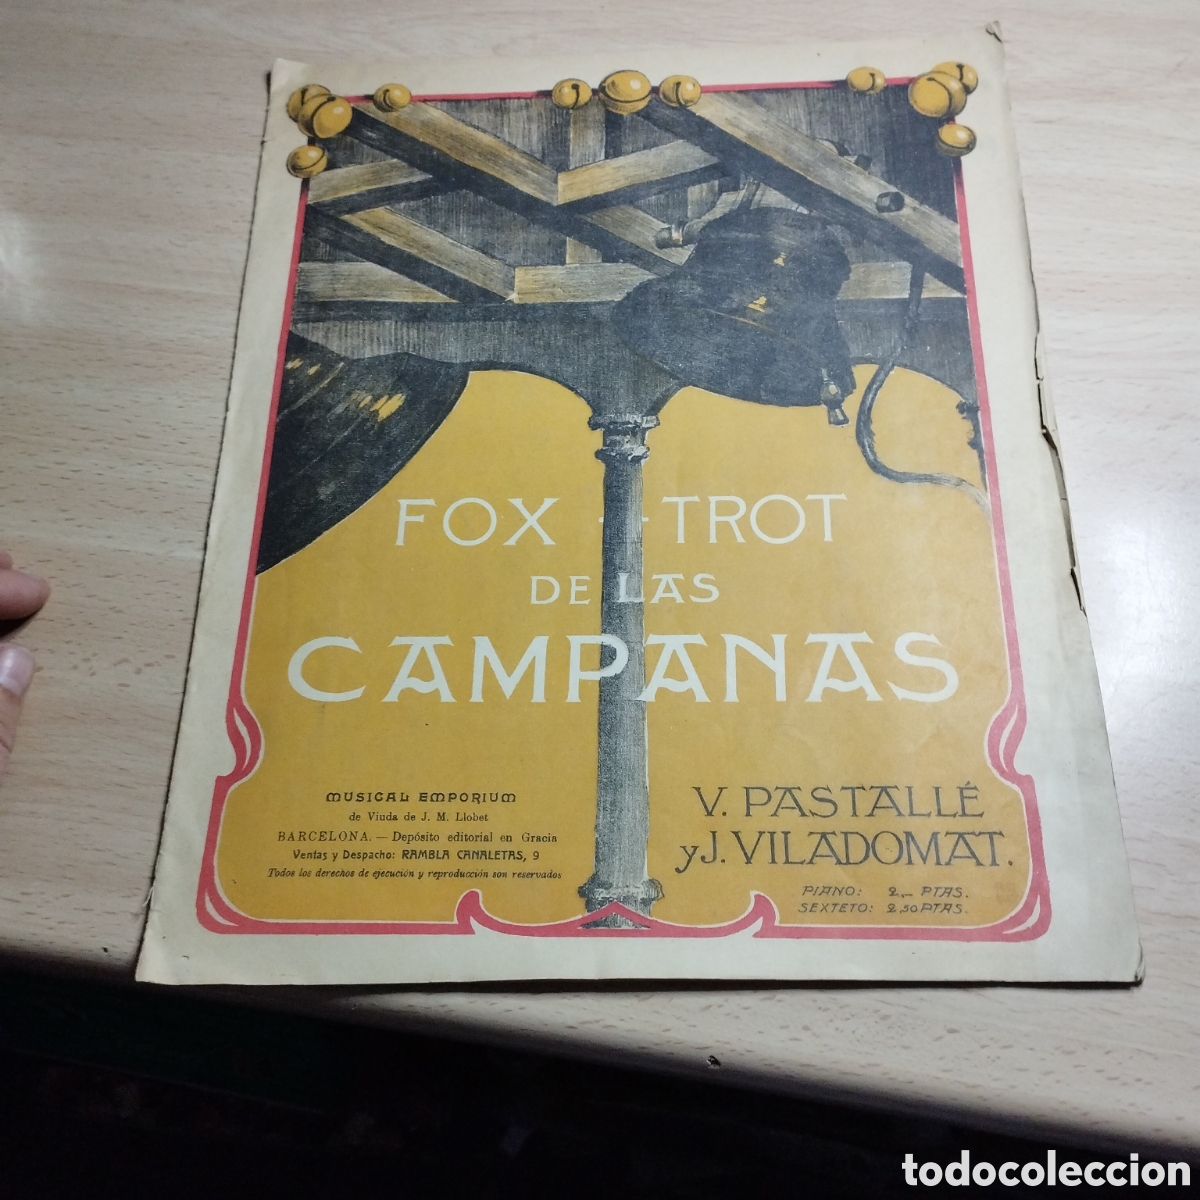 FOX-TROT
DE LAS
CAMPANAS
MUSICAL EMPORIUM
de Viuda de J. M. Llobet
BARCELONA. — Depósito editorial en Gracia
Ventas y Despacho: RAMBLA CANALETAS, 9
Todos los derechos de ejecución y reproducción son reservados
V. PASTALLÉ
y J. VILADOMAT.
PIANO: 2,— PTAS.
SEXTETO: 2,50 PTAS.
todocoleccion